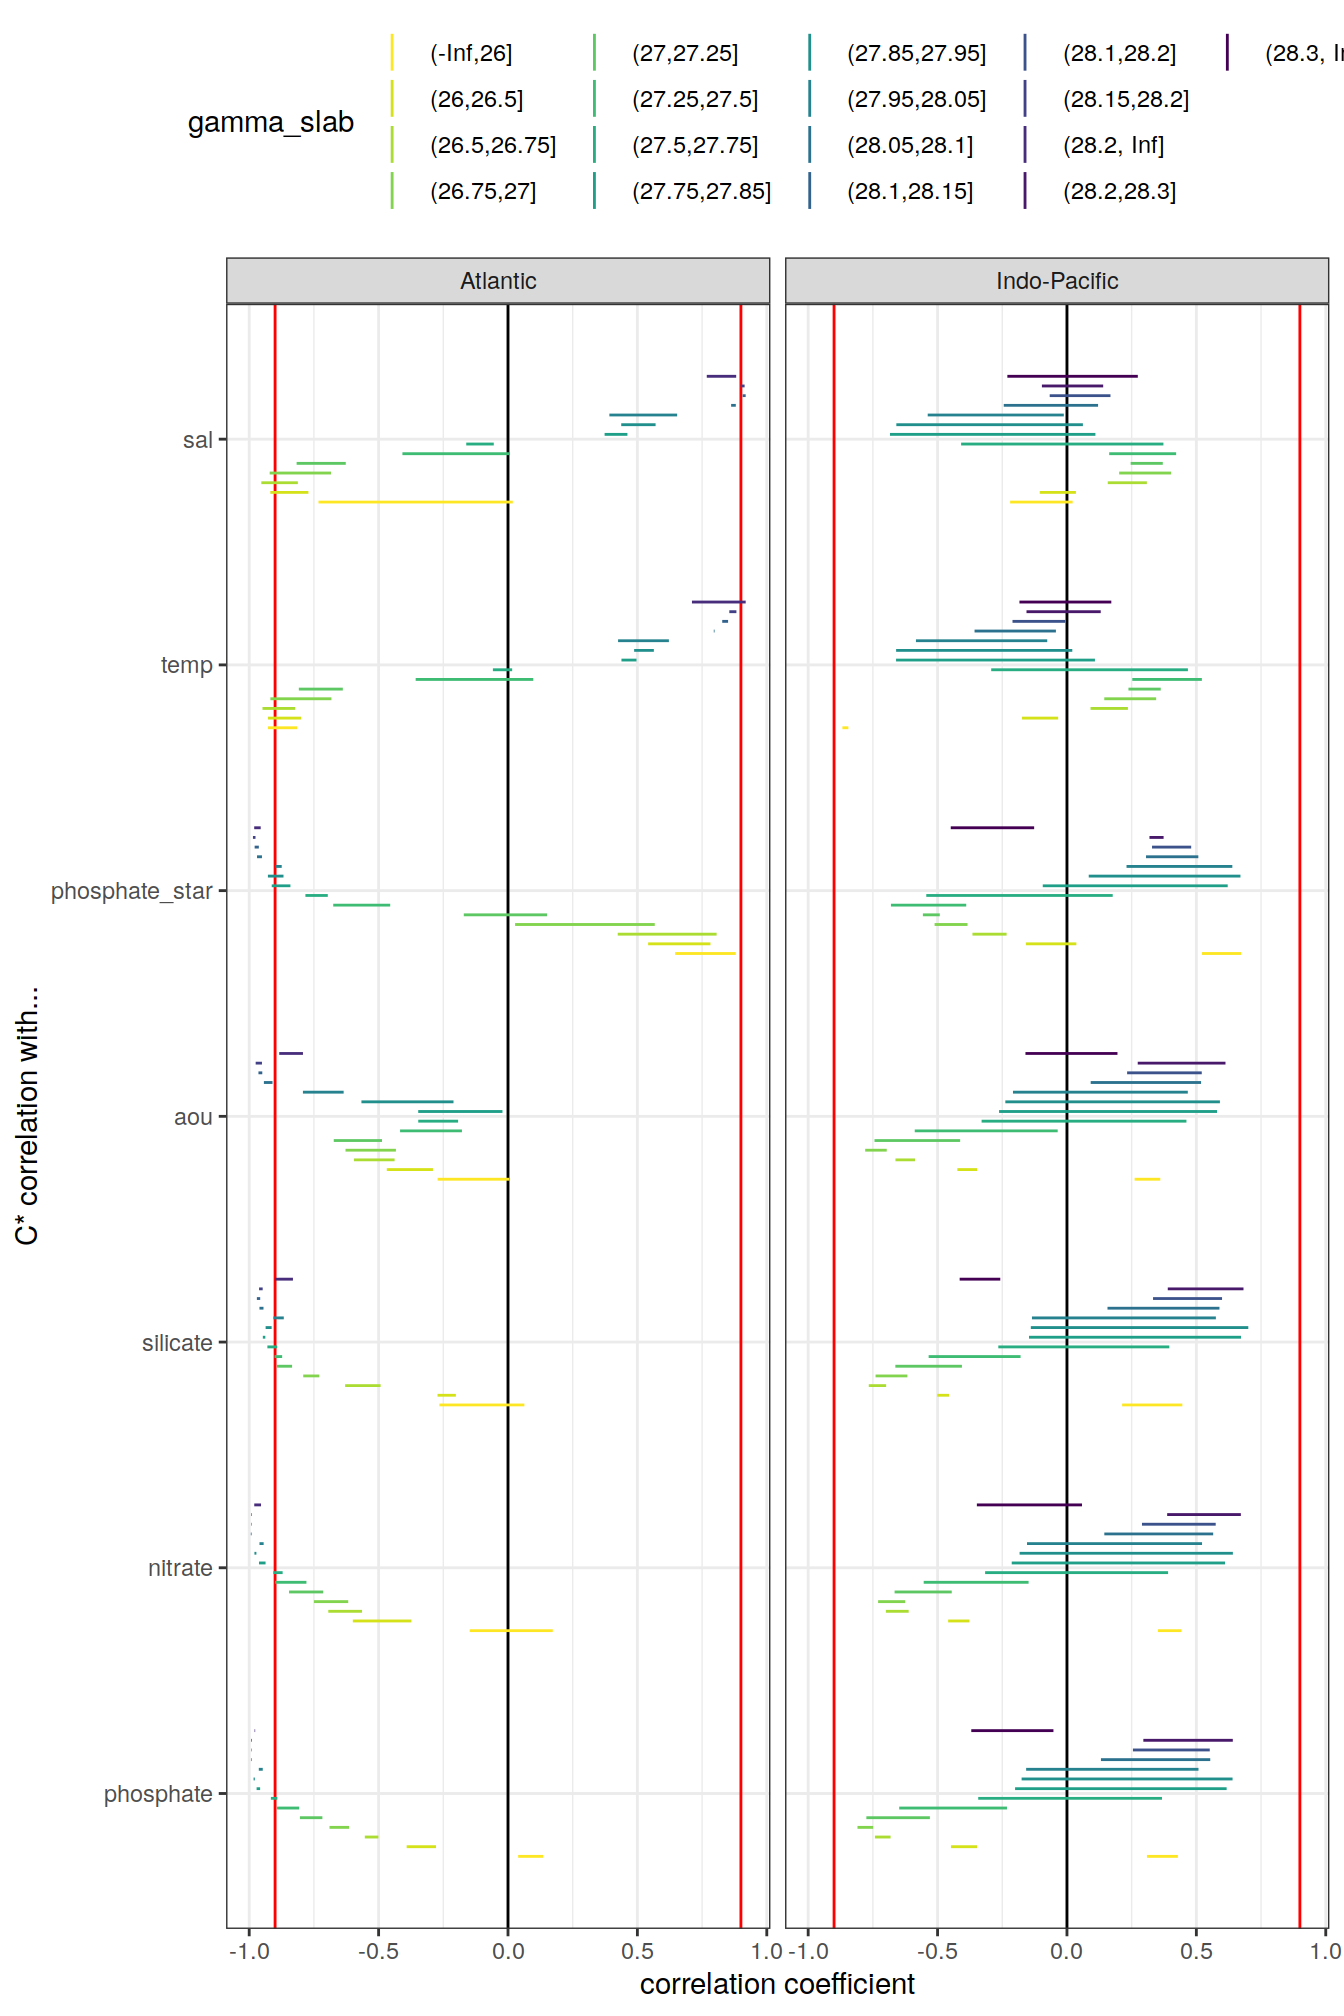 (-Inf,26] (27,27.25] (27.85,27.95] (28.1,28.2] (28.3, I
(26,26.5] (27.25,27.5] (27.95,28.05] (28.15,28.2]
gamma_slab
(26.5,26.75] (27.5,27.75] (28.05,28.1] (28.2, Inf]
(26.75,27] (27.75,27.85] (28.1,28.15] (28.2,28.3]
Atlantic Indo-Pacific
sal
temp
phosphate_star
aou
silicate
nitrate
phosphate
C* correlation with...
-1.0 -0.5 0.0 0.5 1.0 -1.0 -0.5 0.0 0.5 1.0
correlation coefficient